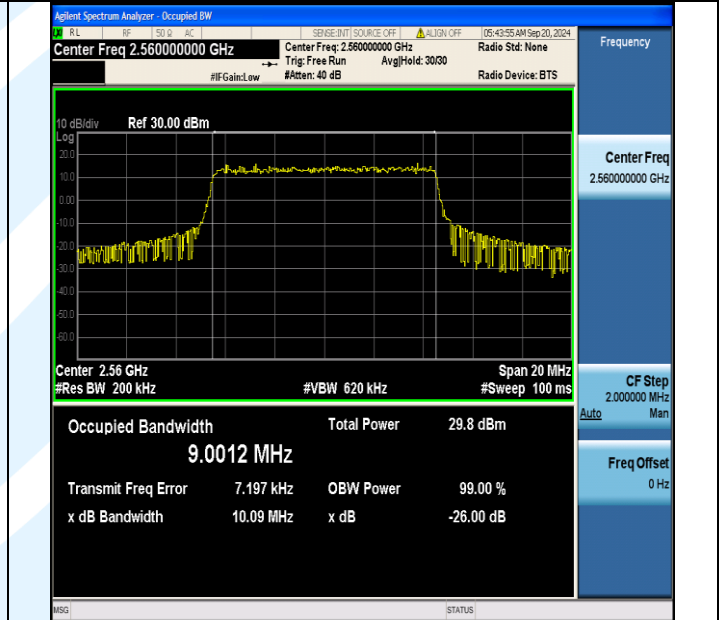 Agilent Spectrum Analyzer - Occupied BW
RL RF 50 Ω AC SENSE:INT SOURCE OFF ALIGN OFF 05:43:55 AM Sep 20, 2024
Center Freq 2.560000000 GHz
Center Freq: 2.560000000 GHz
Radio Std: None
Trig: Free Run Avg|Hold: 30/30
#IFGain:Low #Atten: 40 dB Radio Device: BTS
Frequency
10 dB/div Ref 30.00 dBm
Log
20.0
10.0
0.00
-10.0
-20.0
-30.0
-40.0
-50.0
-60.0
Center Freq
2.560000000 GHz
Center 2.56 GHz Span 20 MHz
#Res BW 200 kHz #VBW 620 kHz #Sweep 100 ms
CF Step
2.000000 MHz
Auto Man
Occupied Bandwidth Total Power 29.8 dBm
9.0012 MHz
Freq Offset
0 Hz
Transmit Freq Error 7.197 kHz OBW Power 99.00 %
x dB Bandwidth 10.09 MHz x dB -26.00 dB
MSG STATUS